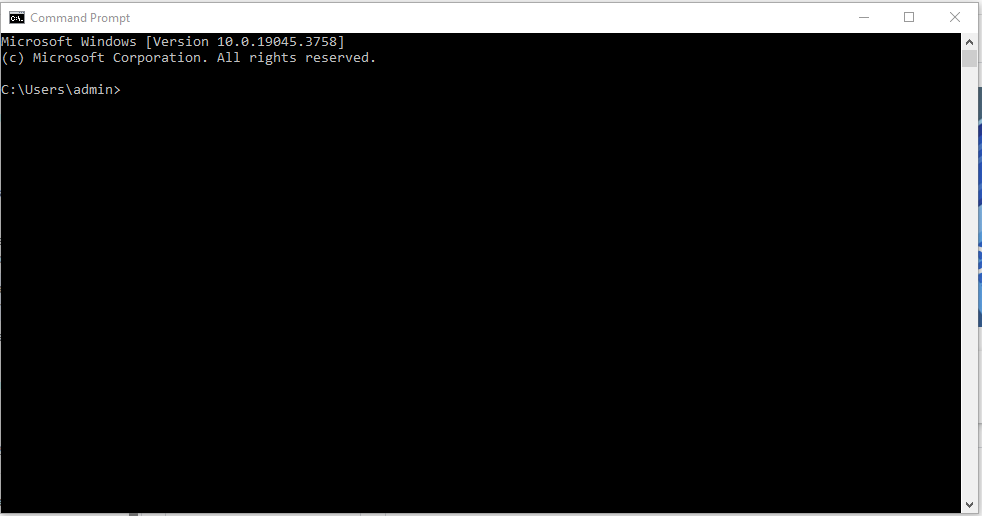 Command Prompt
Microsoft Windows [Version 10.0.19045.3758]
(c) Microsoft Corporation. All rights reserved.
C:\Users\admin>